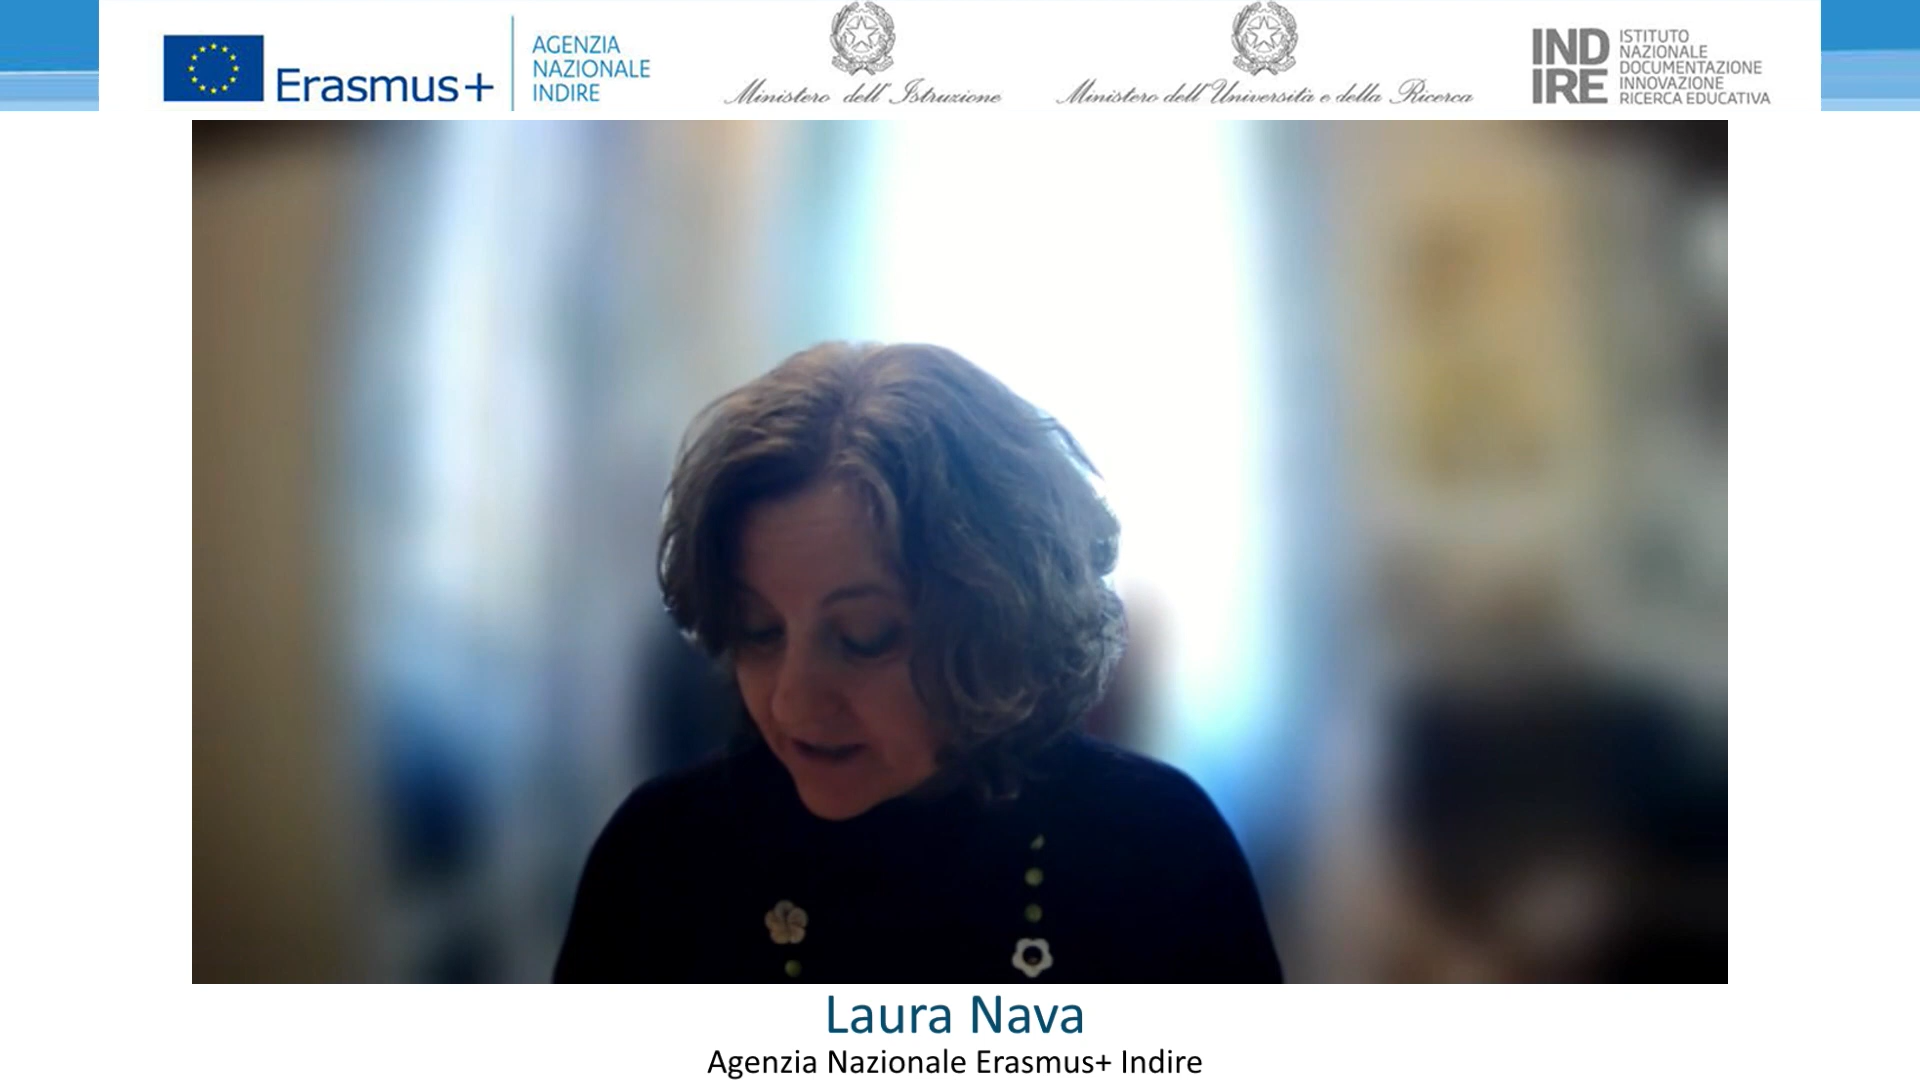 Erasmus+
AGENZIA
NAZIONALE
INDIRE
Ministero dell'Istruzione
Ministero dell'Università e della Ricerca
IND
IRE
ISTITUTO
NAZIONALE
DOCUMENTAZIONE
INNOVAZIONE
RICERCA EDUCATIVA
Laura Nava
Agenzia Nazionale Erasmus+ Indire